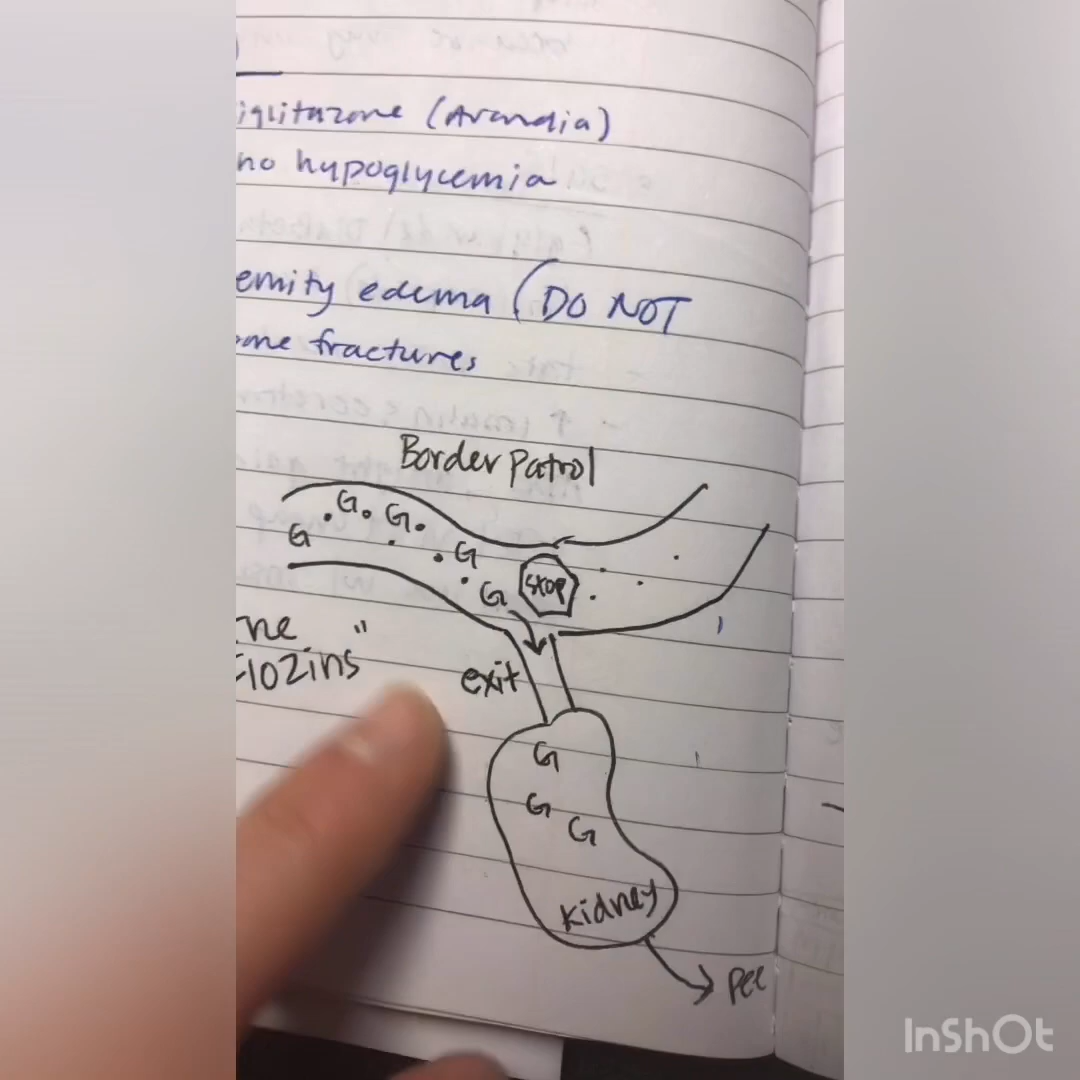 iglitazone (Avandia)
no hypoglycemia
emity edema (DO NOT
one fractures
Border Patrol
G G G
G G
G STOP
ne "
Flozins
exit
G
G
G
Kidney
Pee
InShOt